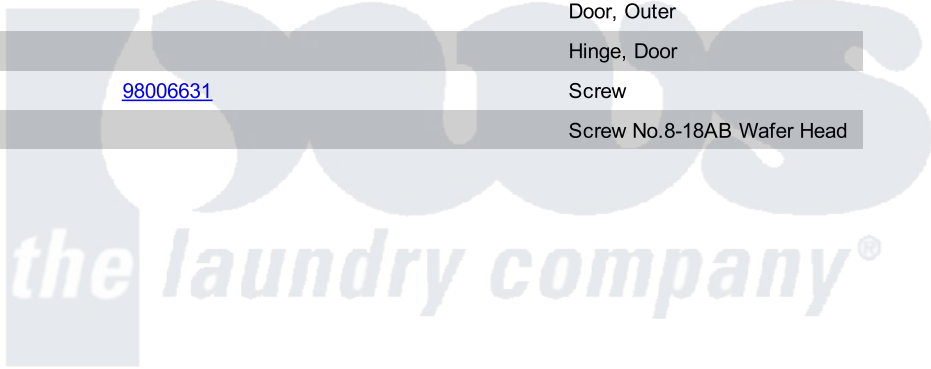 Door, Outer
Hinge, Door
98006631 Screw
Screw No.8-18AB Wafer Head
the laundry company®